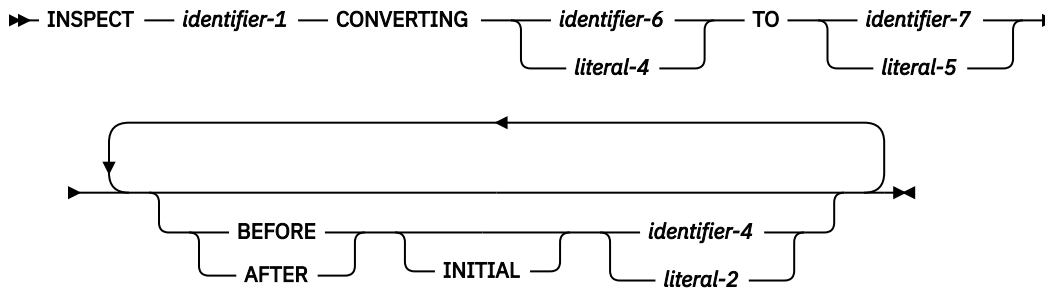 INSPECT identifier-1 CONVERTING identifier-6 TO identifier-7
literal-4 literal-5
BEFORE identifier-4
AFTER INITIAL literal-2